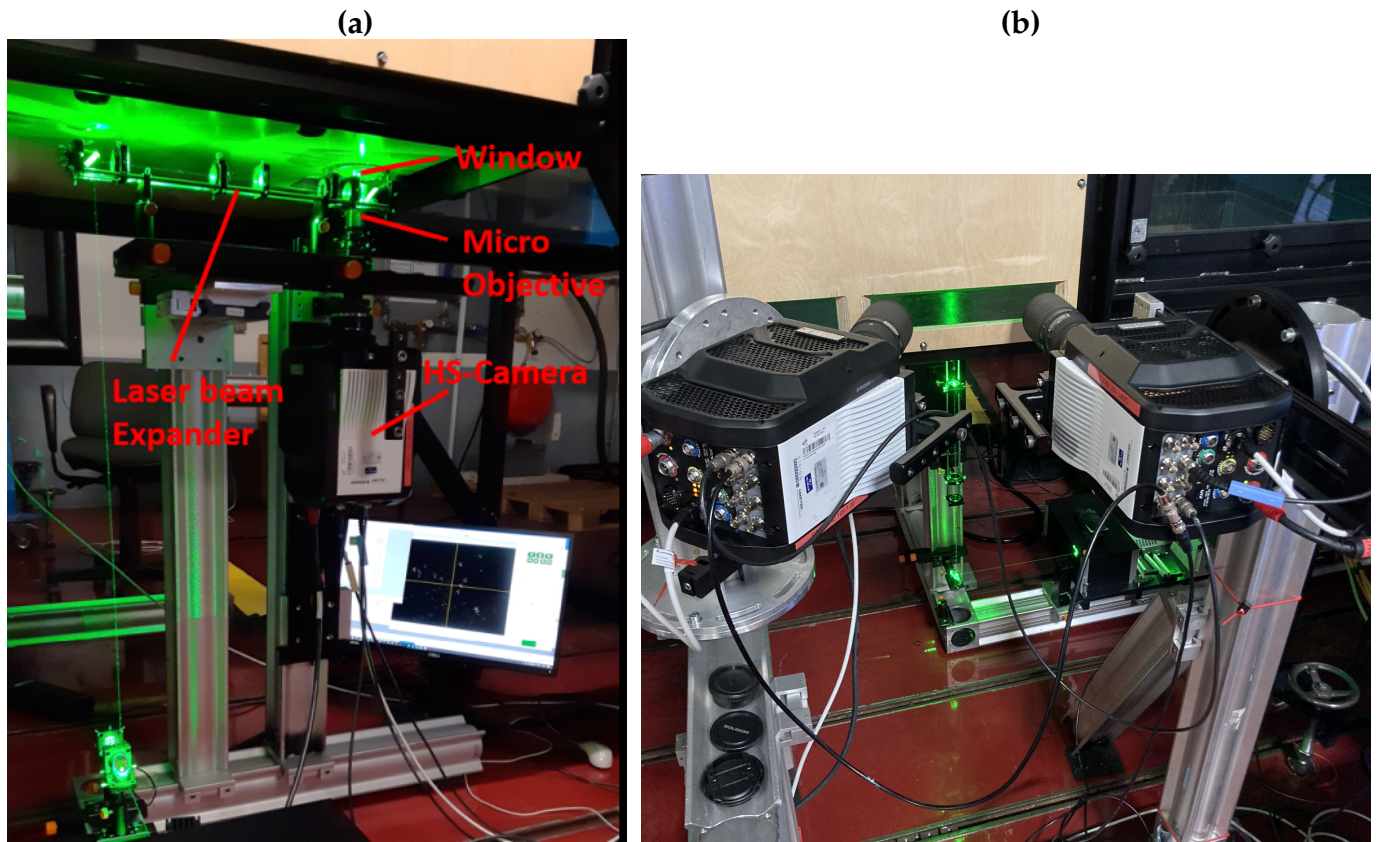 (a)
(b)
Window
Micro
Objective
HS-Camera
Laser beam
Expander